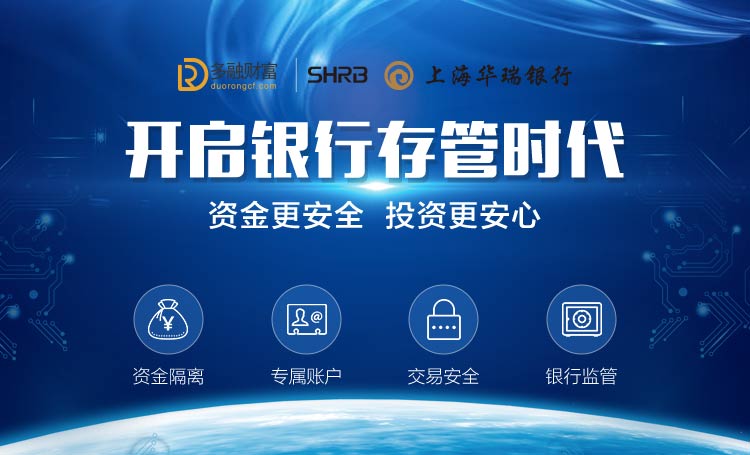 多融财富
duorongcf.com
SHRB 上海华瑞银行
开启银行存管时代
资金更安全 投资更安心
¥
@
资金隔离 专属账户 交易安全 银行监管